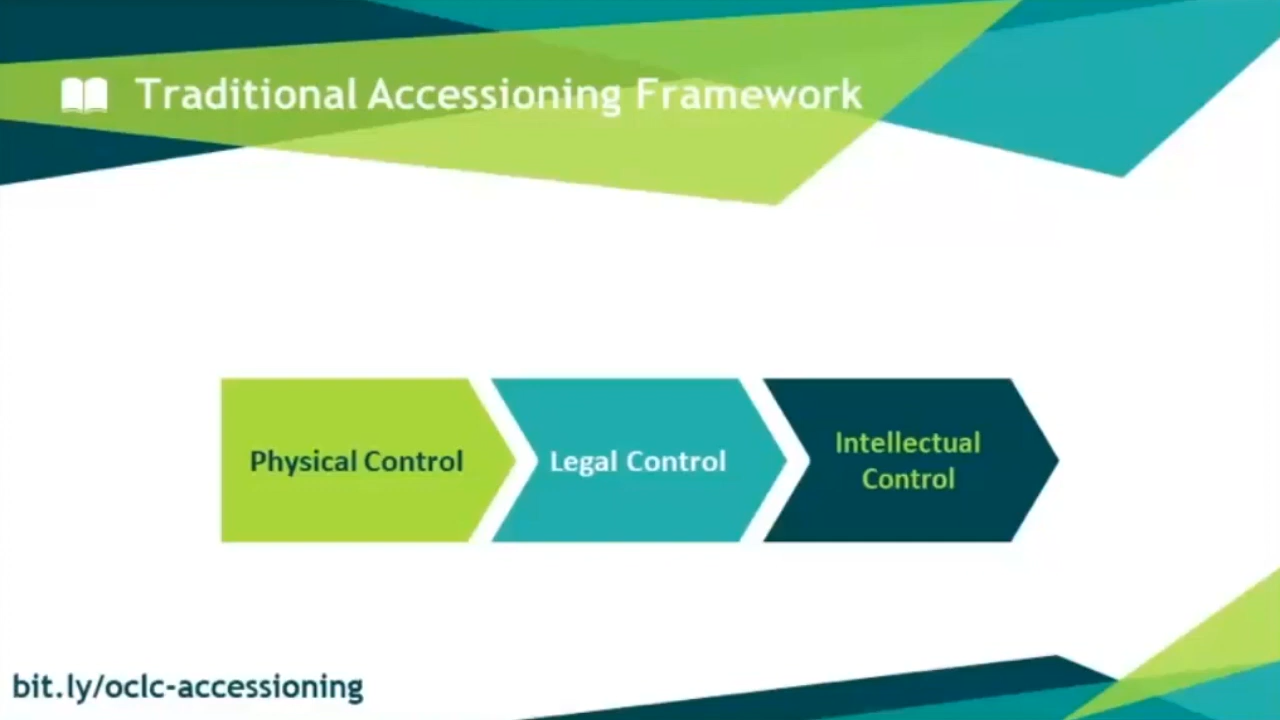 Traditional Accessioning Framework
Physical Control
Legal Control
Intellectual
Control
bit.ly/oclc-accessioning